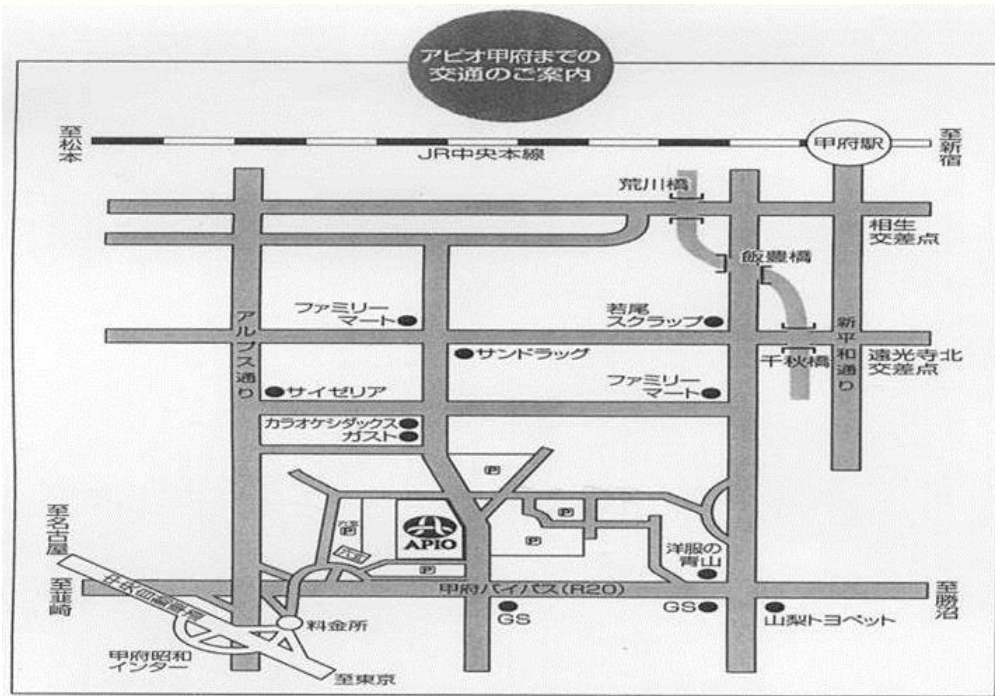 アピオ甲府までの
交通のご案内
至松本
JR中央本線
甲府駅
至新宿
荒川橋
相生
交差点
飯豊橋
ファミリー
マート
若尾
スクラップ
アルプス通り
新平和通り
サンドラッグ
千秋橋
遠光寺北
交差点
サイゼリア
ファミリー
マート
カラオケシダックス
ガスト
P
P
P
P
P
APIO
至名古屋
洋服の
青山
至韮崎
甲府バイパス(R20)
至勝沼
GS
GS
山梨トヨペット
料金所
甲府昭和
インター
至東京